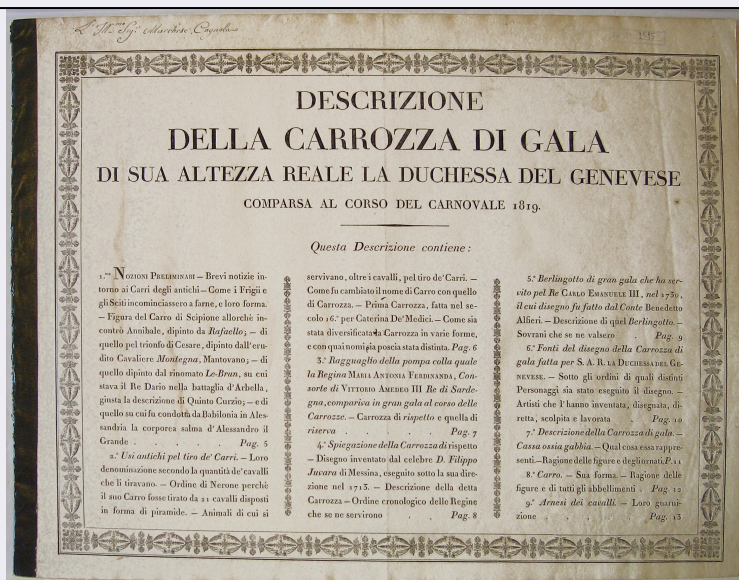 All' Ill.mo Sig.r Marchese Cagnola
DESCRIZIONE
DELLA CARROZZA DI GALA
DI SUA ALTEZZA REALE LA DUCHESSA DEL GENEVESE
COMPARSA AL CORSO DEL CARNOVALE 1819.
Questa Descrizione contiene:
1.mo NOZIONI PRELIMINARI — Brevi notizie in-
torno ai Carri degli antichi — Come i Frigii e
gli Sciti incominciassero a farne, e loro forma.
— Figura del Carro di Scipione allorchè in-
contrò Annibale, dipinto da Rafaello; — di
quello pel trionfo di Cesare, dipinto dall'eru-
dito Cavaliere Montegna, Mantovano; — di
quello dipinto dal rinomato Le-Brun, su cui
stava il Re Dario nella battaglia d'Arbella,
giusta la descrizione di Quinto Curzio; — e di
quello su cui fu condotta da Babilonia in Ales-
sandria la corporea salma d'Alessandro il
Grande . . . . . . Pag. 5
2.° Usi antichi pel tiro de' Carri. — Loro
denominazione secondo la quantità de' cavalli
che li tiravano. — Ordine di Nerone perchè
il suo Carro fosse tirato da 21 cavalli disposti
in forma di piramide. — Animali di cui si
servivano, oltre i cavalli, pel tiro de' Carri. —
Come fu cambiato il nome di Carro con quello
di Carrozza. — Prima Carrozza, fatta nel se-
colo 16.° per Caterina De' Medici. — Come sia
stata diversificata la Carrozza in varie forme,
e con quai nomi sia poscia stata distinta. Pag. 6
3.° Ragguaglio della pompa colla quale
la Regina MARIA ANTONIA FERDINANDA, Con-
sorte di VITTORIO AMEDEO III Re di Sarde-
gna, compariva in gran gala al corso delle
Carrozze. — Carrozza di rispetto e quella di
riserva . . . . . Pag. 7
4.° Spiegazione della Carrozza di rispetto
— Disegno inventato dal celebre D. Filippo
Juvara di Messina, eseguito sotto la sua dire-
zione nel 1713. — Descrizione della detta
Carrozza — Ordine cronologico delle Regine
che se ne servirono . . Pag. 8
5.° Berlingotto di gran gala che ha ser-
vito pel Re CARLO EMANUELE III, nel 1730,
il cui disegno fu fatto dal Conte Benedetto
Alfieri. — Descrizione di quel Berlingotto. —
Sovrani che se ne valsero . Pag. 9
6.° Fonti del disegno della Carrozza di
gala fatta per S. A. R. LA DUCHESSA DEL GE-
NEVESE. — Sotto gli ordini di quali distinti
Personaggi sia stato eseguito il disegno. —
Artisti che l'hanno inventata, disegnata, di-
retta, scolpita e lavorata . Pag. 10
7.° Descrizione della Carrozza di gala. —
Cassa ossia gabbia. — Qual cosa essa rappre-
senti. — Ragione delle figure e degli ornati. P. 11
8.° Carro. — Sua forma. — Ragione delle
figure e di tutti gli abbellimenti . Pag. 12
9.° Arnesi dei cavalli. — Loro guarni-
zione . . . . Pag. 13